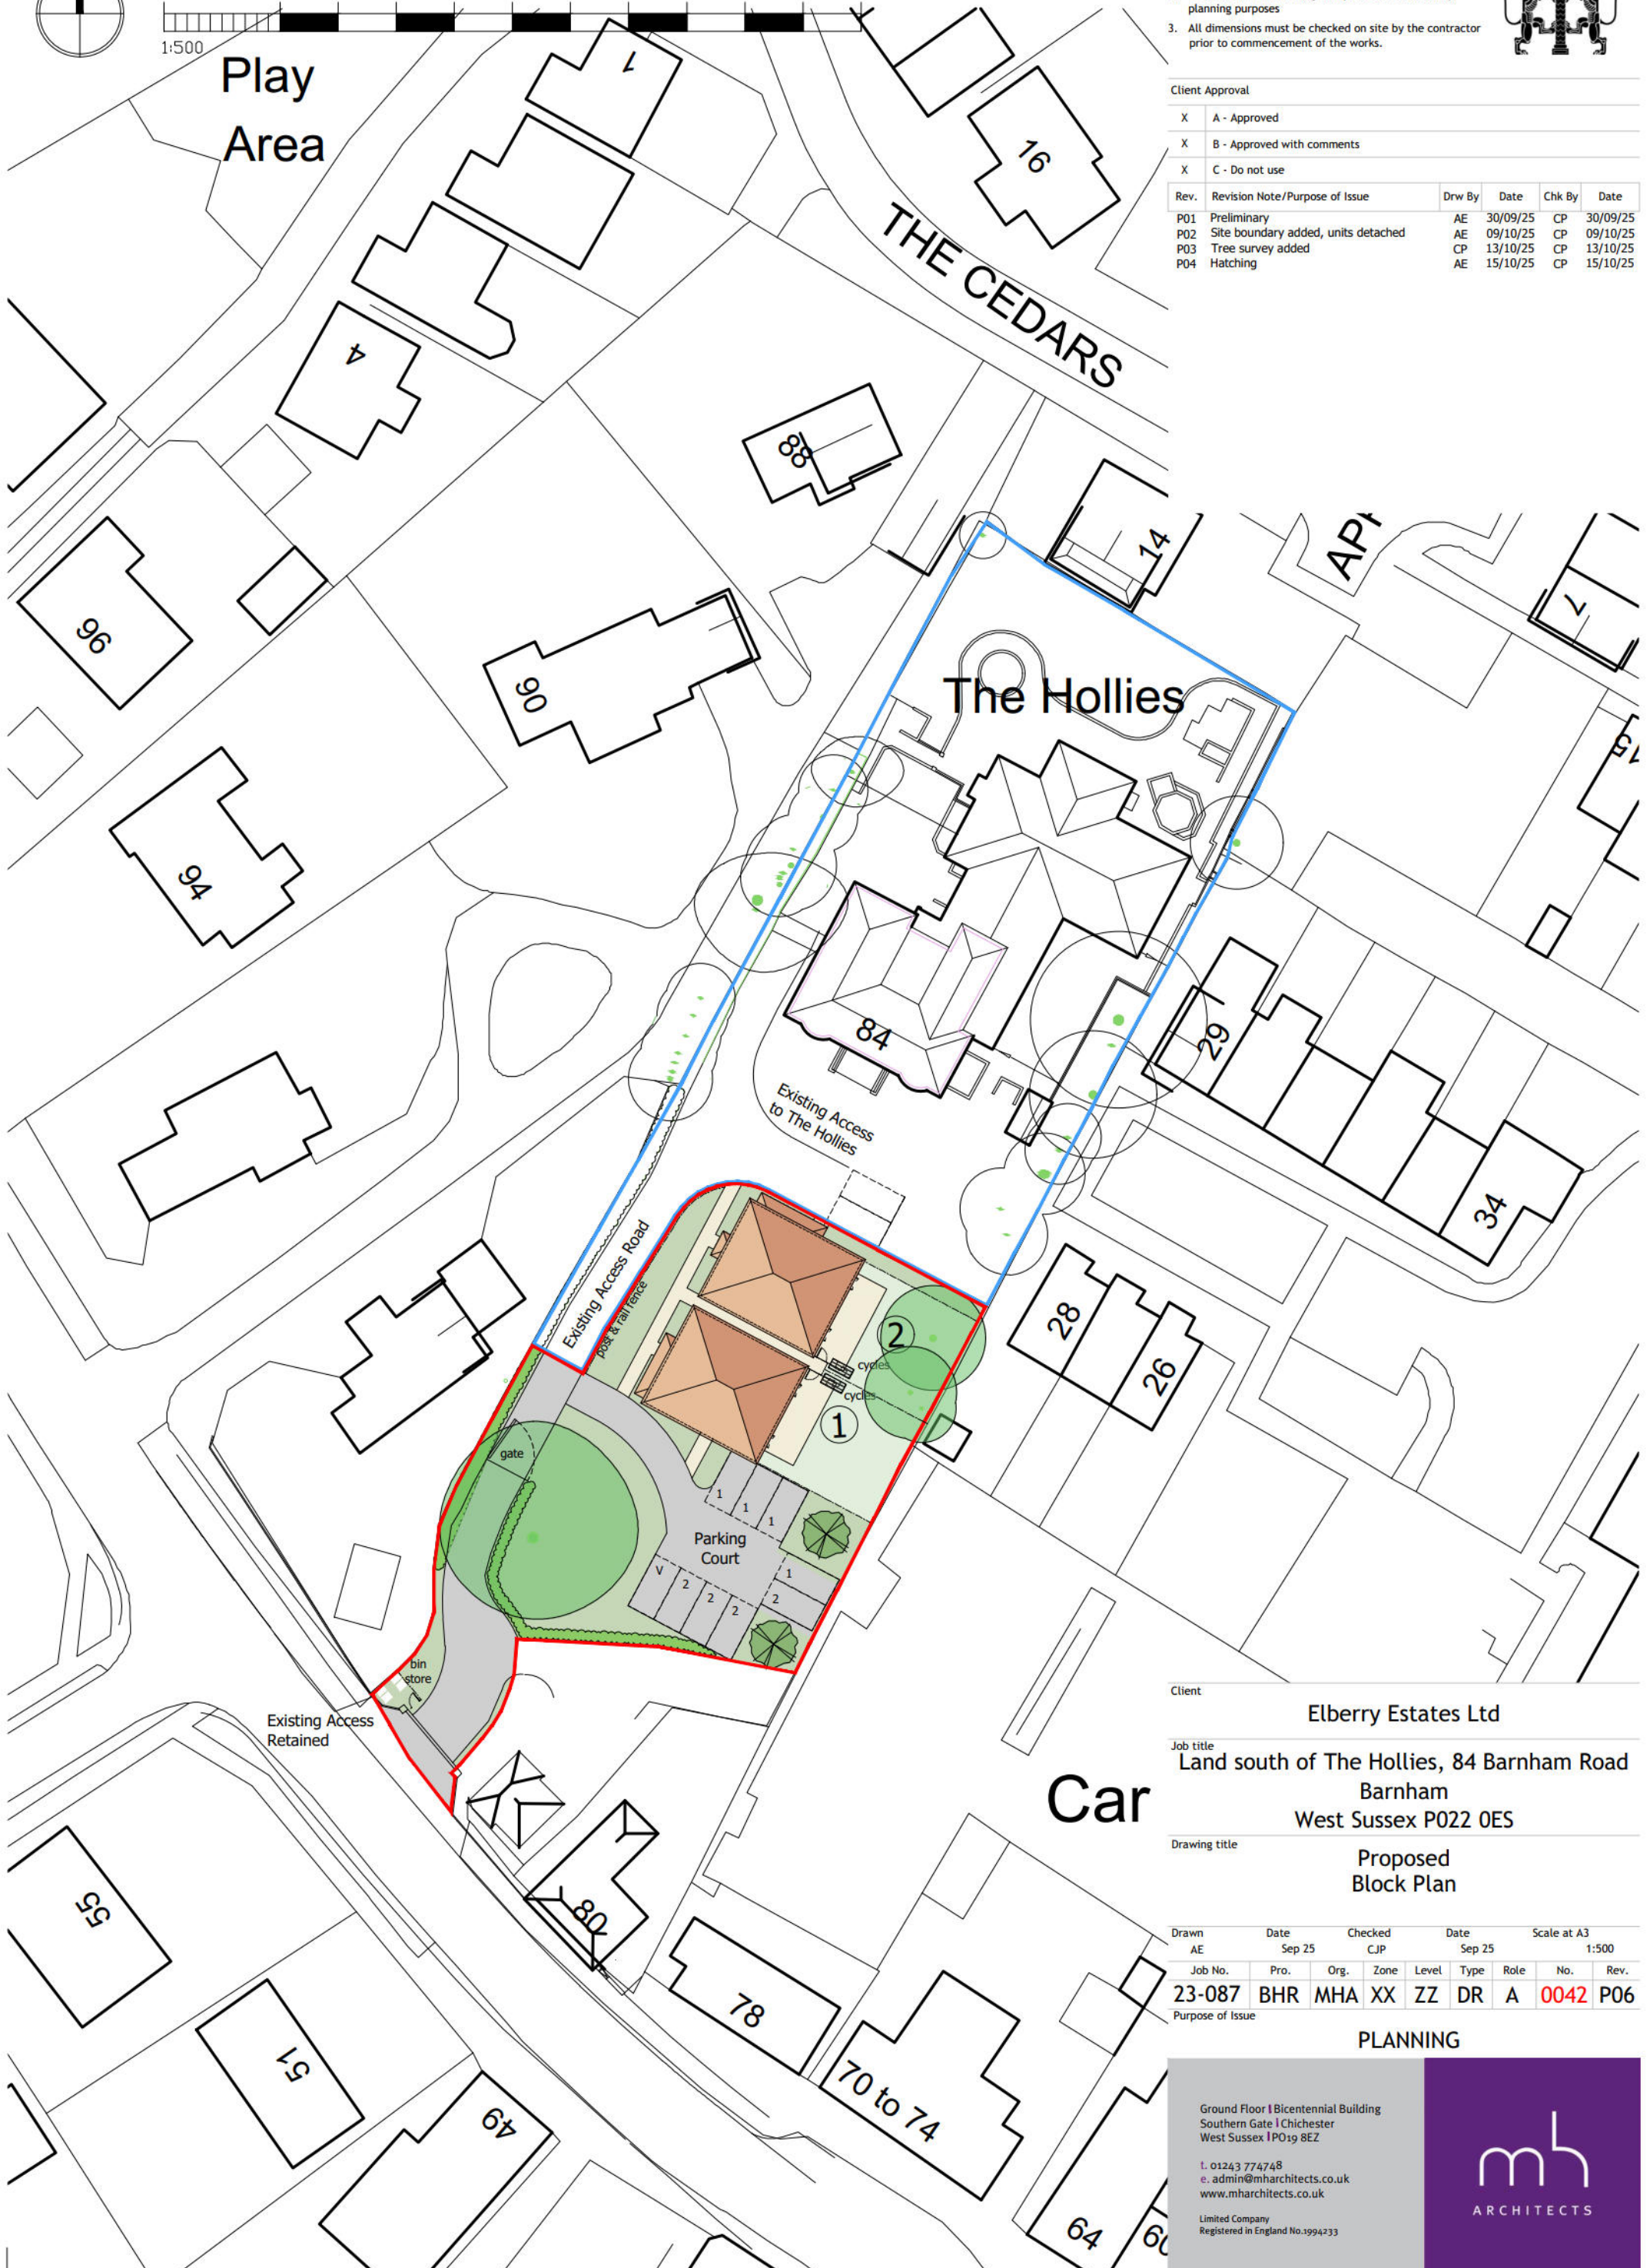 1:500
Play
Area
planning purposes
3. All dimensions must be checked on site by the contractor
prior to commencement of the works.
Client Approval
X A - Approved
X B - Approved with comments
X C - Do not use
Rev. Revision Note/Purpose of Issue Drw By Date Chk By Date
P01 Preliminary AE 30/09/25 CP 30/09/25
P02 Site boundary added, units detached AE 09/10/25 CP 09/10/25
P03 Tree survey added CP 13/10/25 CP 13/10/25
P04 Hatching AE 15/10/25 CP 15/10/25
1
16
THE CEDARS
4
88
14
7
96
90
The Hollies
15
94
84
29
Existing Access
to The Hollies
34
Existing Access Road
post & rail fence
28
26
2
cycles
cycles
1
gate
1
1
1
Parking
Court
V
2
2
2
1
2
bin
store
Existing Access
Retained
Car
80
55
51
49
78
70 to 74
64
Client
Elberry Estates Ltd
Job title
Land south of The Hollies, 84 Barnham Road
Barnham
West Sussex P022 0ES
Drawing title
Proposed
Block Plan
Drawn Date Checked Date Scale at A3
AE Sep 25 CJP Sep 25 1:500
Job No. Pro. Org. Zone Level Type Role No. Rev.
23-087 BHR MHA XX ZZ DR A 0042 P06
Purpose of Issue
PLANNING
Ground Floor | Bicentennial Building
Southern Gate | Chichester
West Sussex | PO19 8EZ
t. 01243 774748
e. admin@mharchitects.co.uk
www.mharchitects.co.uk
Limited Company
Registered in England No.1994233
mh
ARCHITECTS